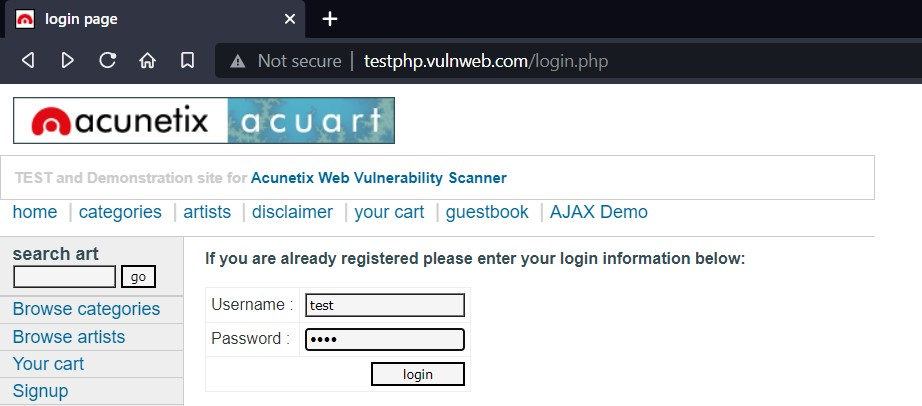 login page
Not secure | testphp.vulnweb.com/login.php
acunetix acuart
TEST and Demonstration site for Acunetix Web Vulnerability Scanner
home | categories | artists | disclaimer | your cart | guestbook | AJAX Demo
search art
go
Browse categories
Browse artists
Your cart
Signup
If you are already registered please enter your login information below:
Username : test
Password : ••••
login